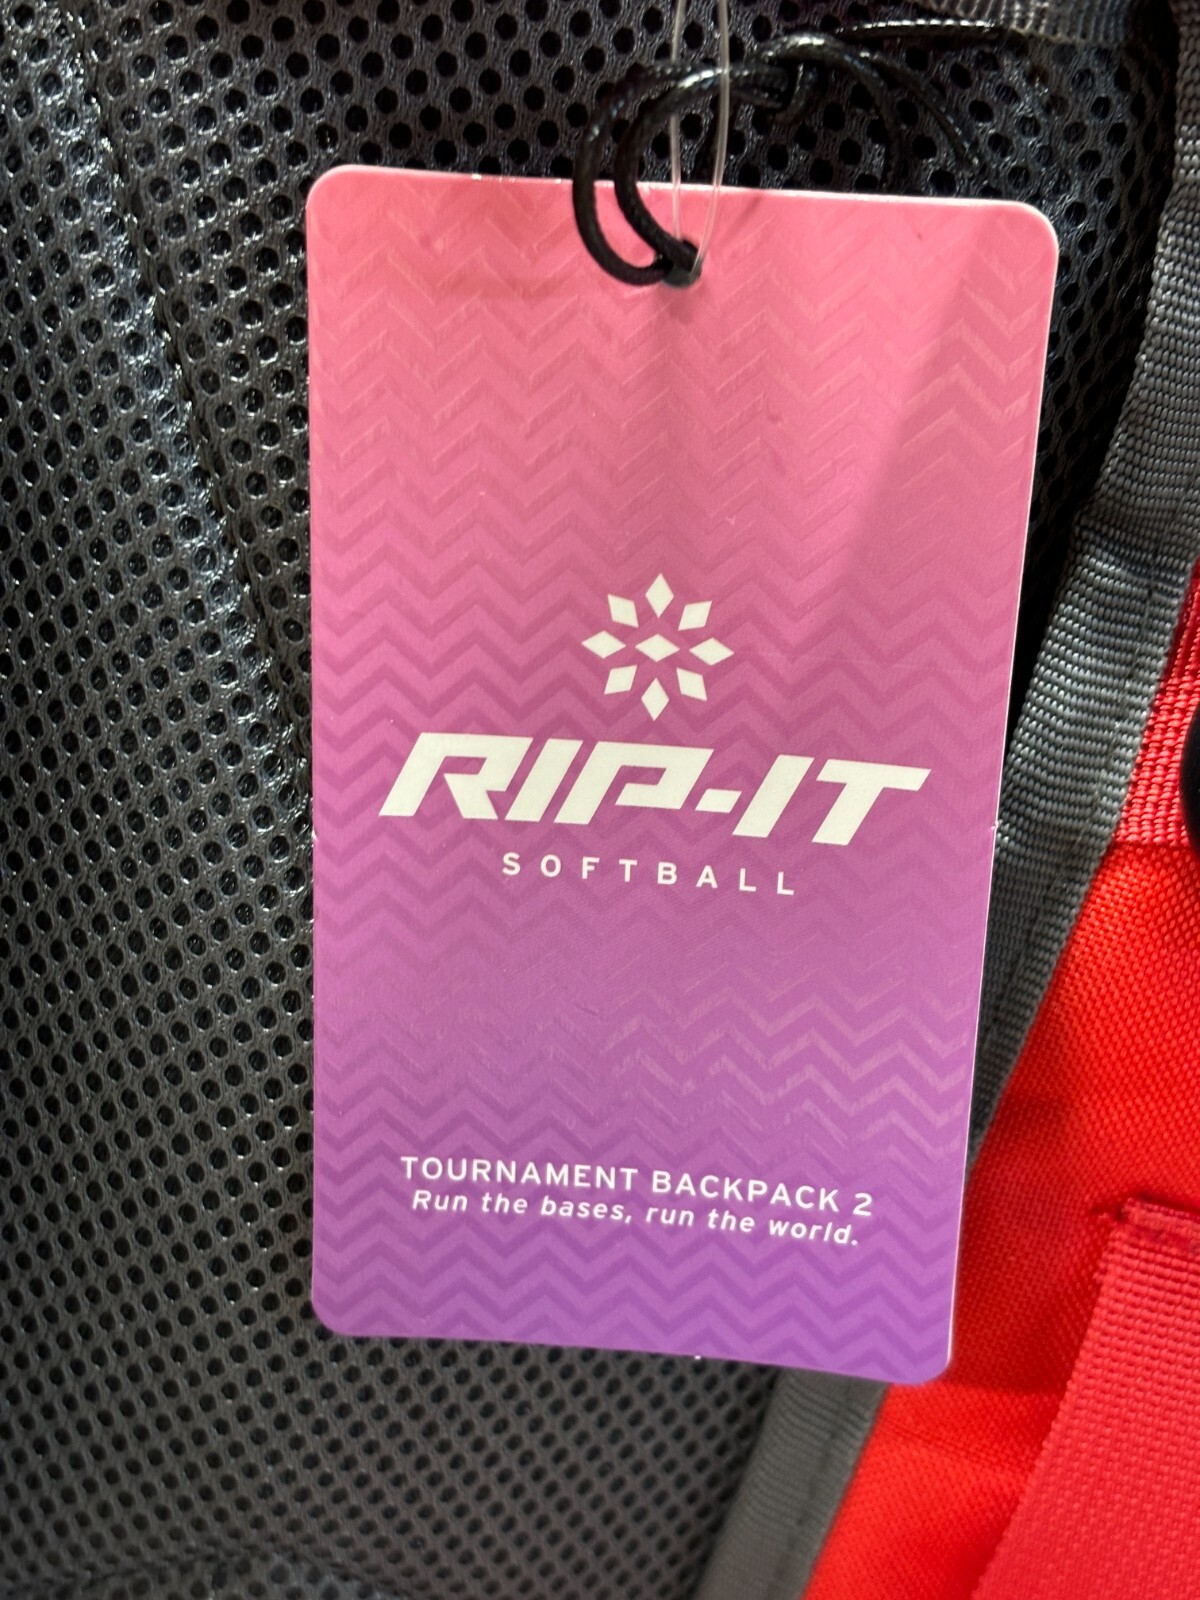 RIP-IT
SOFTBALL
TOURNAMENT BACKPACK 2
Run the bases, run the world.